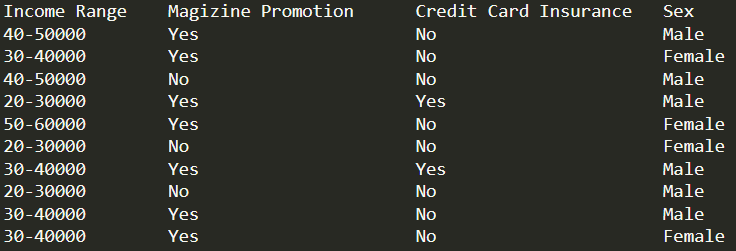 Income Range Magizine Promotion Credit Card Insurance Sex
40-50000 Yes No Male
30-40000 Yes No Female
40-50000 No No Male
20-30000 Yes Yes Male
50-60000 Yes No Female
20-30000 No No Female
30-40000 Yes Yes Male
20-30000 No No Male
30-40000 Yes No Male
30-40000 Yes No Female